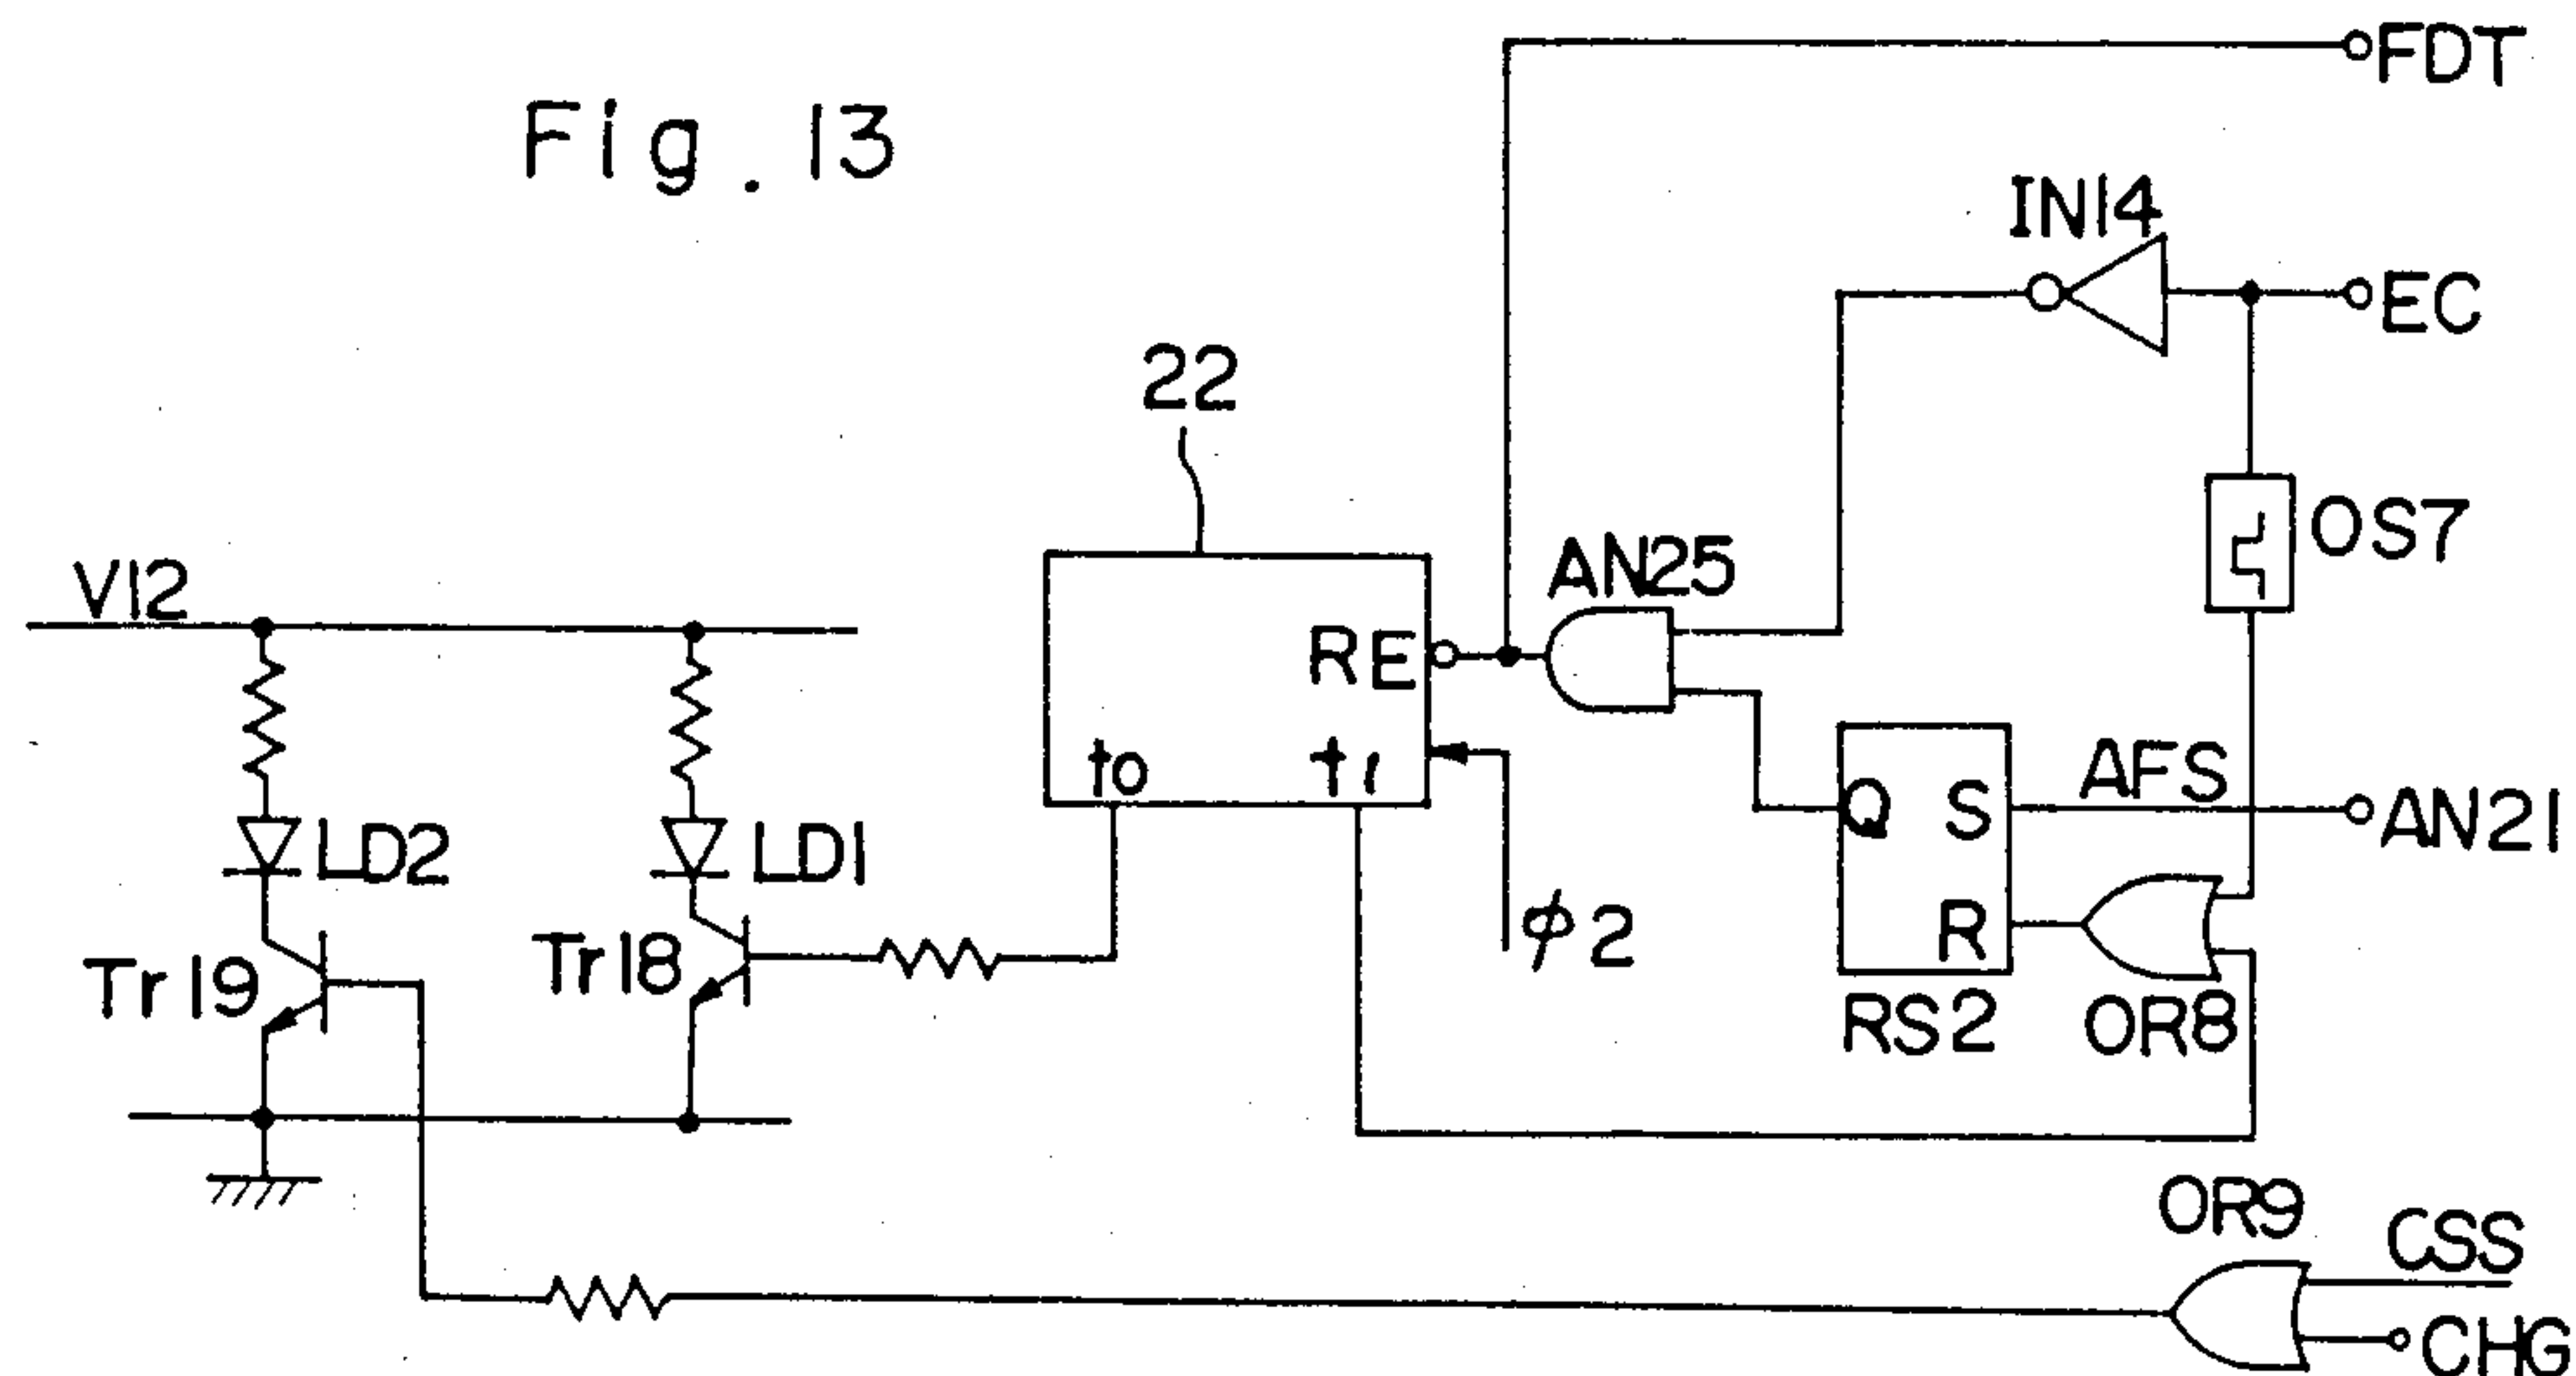 Fig. 13
FDT
IN14
EC
22
OS7
V12
AN25
RE
t0
t1
LD2
LD1
Q
S
AFS
AN21
φ2
Tr19
Tr18
R
RS2
OR8
OR9
CSS
CHG